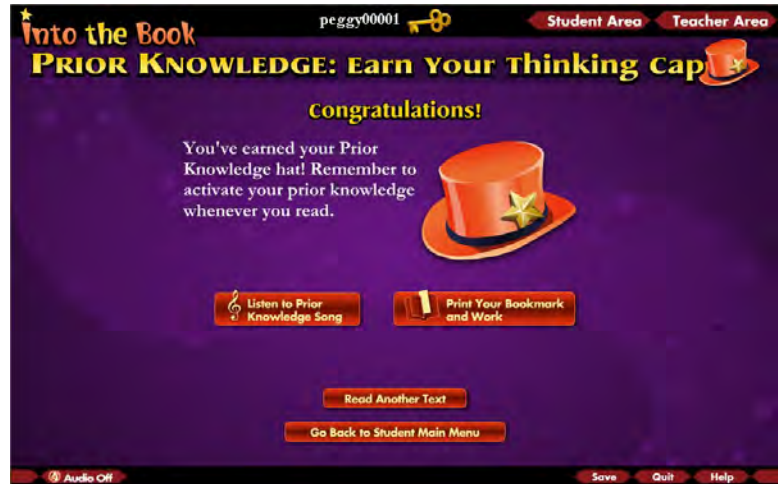 peggy00001
Student Area
Teacher Area
into the Book
PRIOR KNOWLEDGE: Earn Your Thinking Cap
Congratulations!
You've earned your Prior
Knowledge hat! Remember to
activate your prior knowledge
whenever you read.
Listen to Prior
Knowledge Song
Print Your Bookmark
and Work
Read Another Text
Go Back to Student Main Menu
Audio Off
Save
Quit
Help